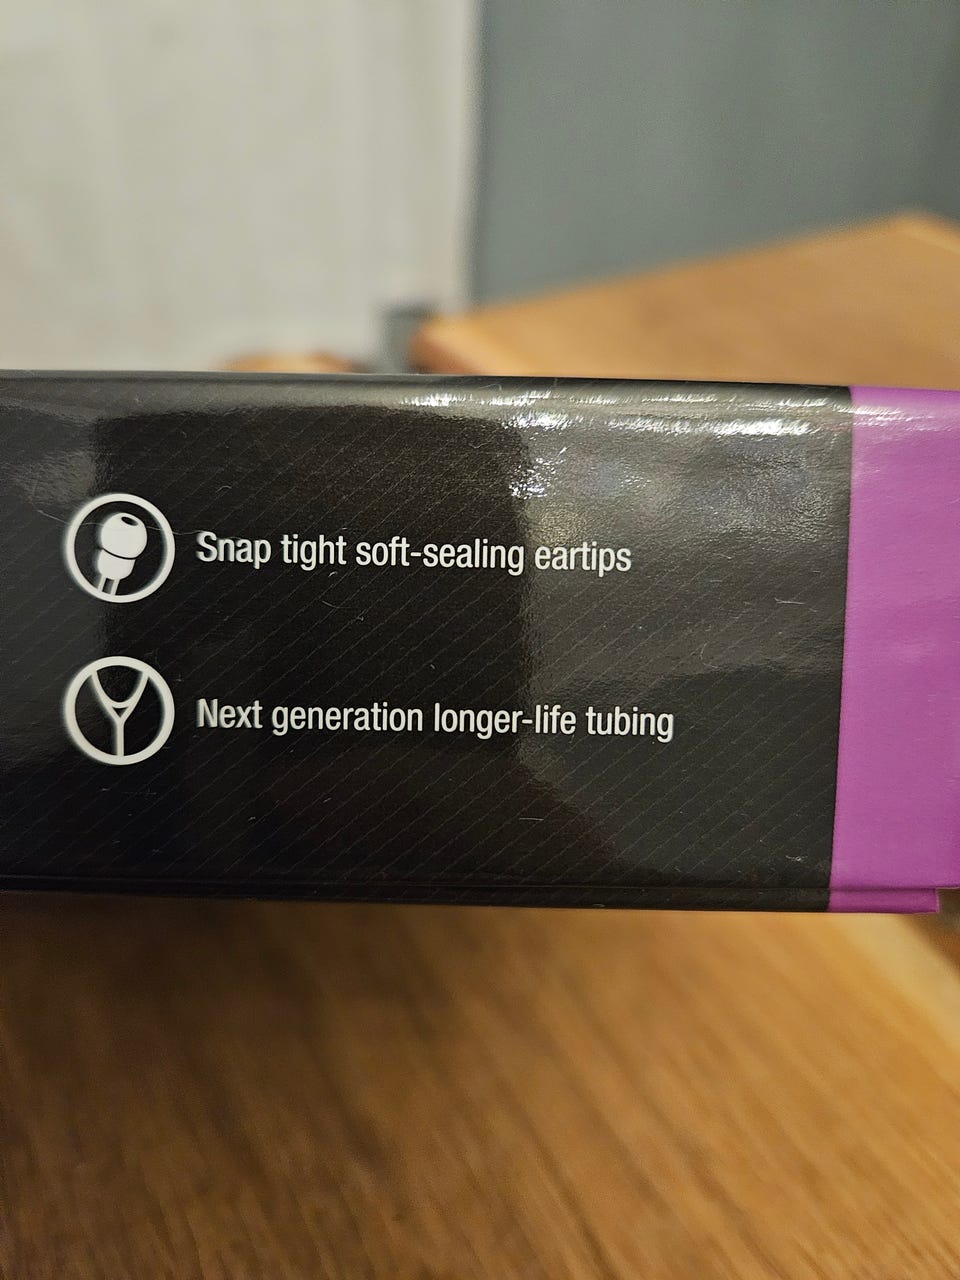 Snap tight soft-sealing eartips
Next generation longer-life tubing